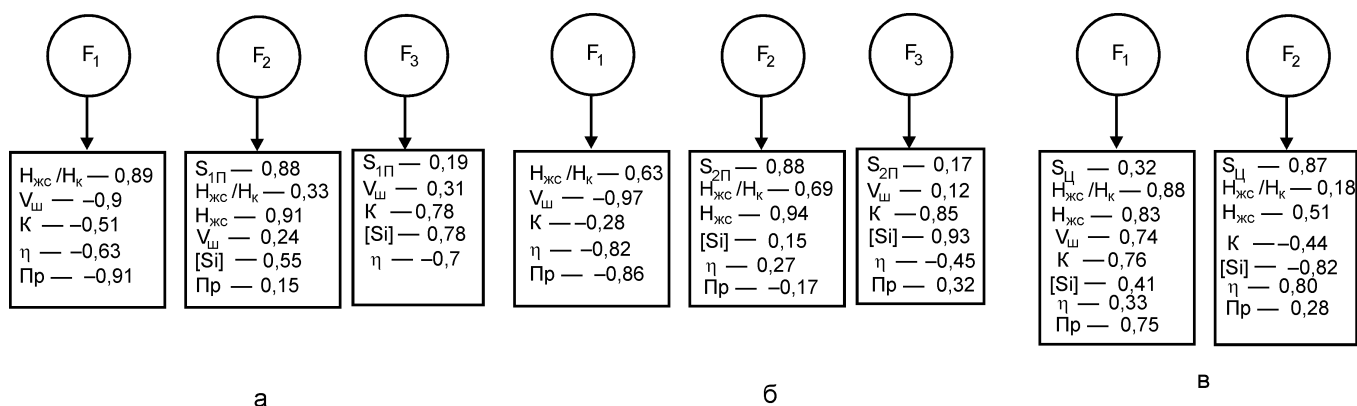 F1
Hжс /Hк — 0,89
Vш — –0,9
К — –0,51
η — –0,63
Пр — –0,91
F2
S1П — 0,88
Hжс /Hк — 0,33
Hжс — 0,91
Vш — 0,24
[Si] — 0,55
Пр — 0,15
F3
S1П — 0,19
Vш — 0,31
К — 0,78
[Si] — 0,78
η — –0,7
а
F1
Hжс /Hк — 0,63
Vш — –0,97
К — –0,28
η — –0,82
Пр — –0,86
F2
S2П — 0,88
Hжс /Hк — 0,69
Hжс — 0,94
[Si] — 0,15
η — 0,27
Пр — –0,17
F3
S2П — 0,17
Vш — 0,12
К — 0,85
[Si] — 0,93
η — –0,45
Пр — 0,32
б
F1
SЦ — 0,32
Hжс /Hк — 0,88
Hжс — 0,83
Vш — 0,74
К — 0,76
[Si] — 0,41
η — 0,33
Пр — 0,75
F2
SЦ — 0,87
Hжс /Hк — 0,18
Hжс — 0,51
К — –0,44
[Si] — –0,82
η — 0,80
Пр — 0,28
в